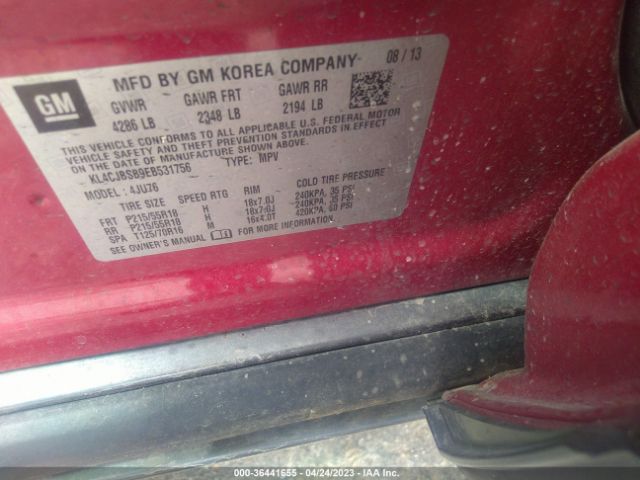 GM
MFD BY GM KOREA COMPANY 08 / 13
GVWR GAWR FRT GAWR RR
4286 LB 2348 LB 2194 LB
THIS VEHICLE CONFORMS TO ALL APPLICABLE U.S. FEDERAL MOTOR
VEHICLE SAFETY AND THEFT PREVENTION STANDARDS IN EFFECT
ON THE DATE OF MANUFACTURE SHOWN ABOVE.
KL4CJBSB9EB531756 TYPE: MPV
MODEL: 4JU76
TIRE SIZE SPEED RTG RIM COLD TIRE PRESSURE
FRT P215/55R18 H 18x7.0J 240KPA, 35 PSI
RR P215/55R18 H 18x7.0J 240KPA, 35 PSI
SPA T125/70R16 M 16x4.0T 420KPA, 60 PSI
SEE OWNER'S MANUAL FOR MORE INFORMATION
000-36441655 - 04/24/2023 - IAA Inc.